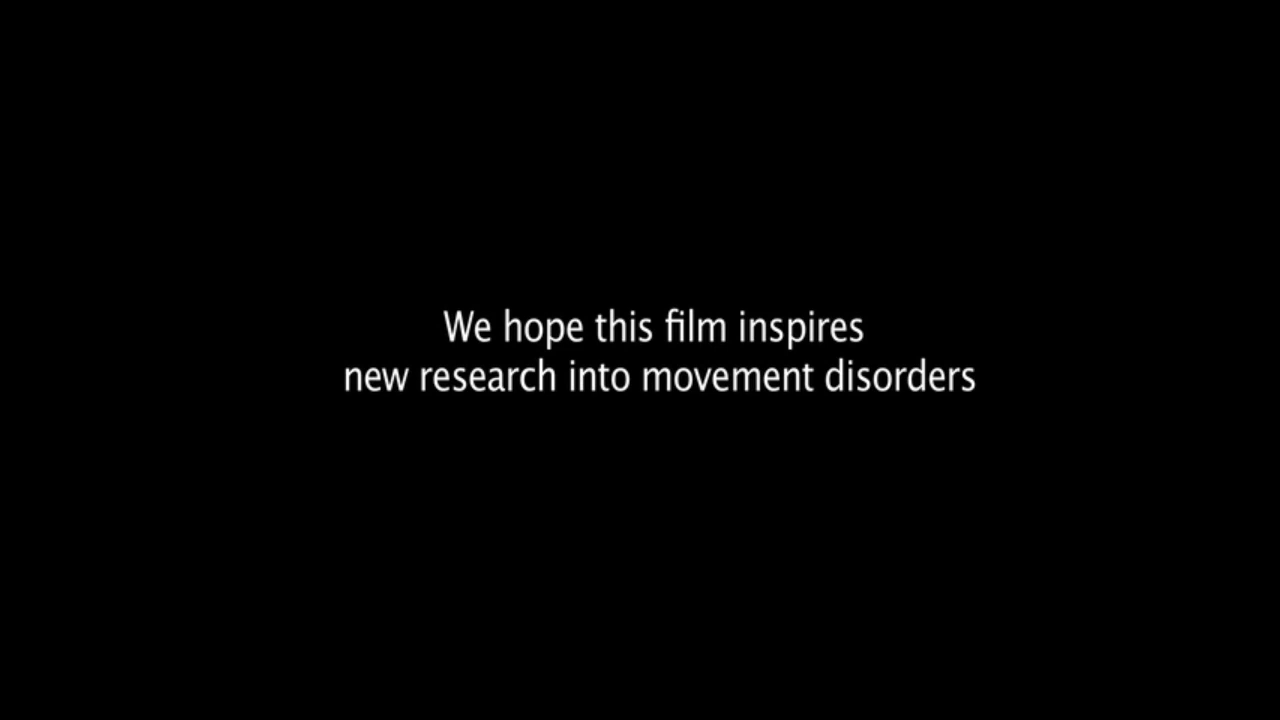 We hope this film inspires
new research into movement disorders